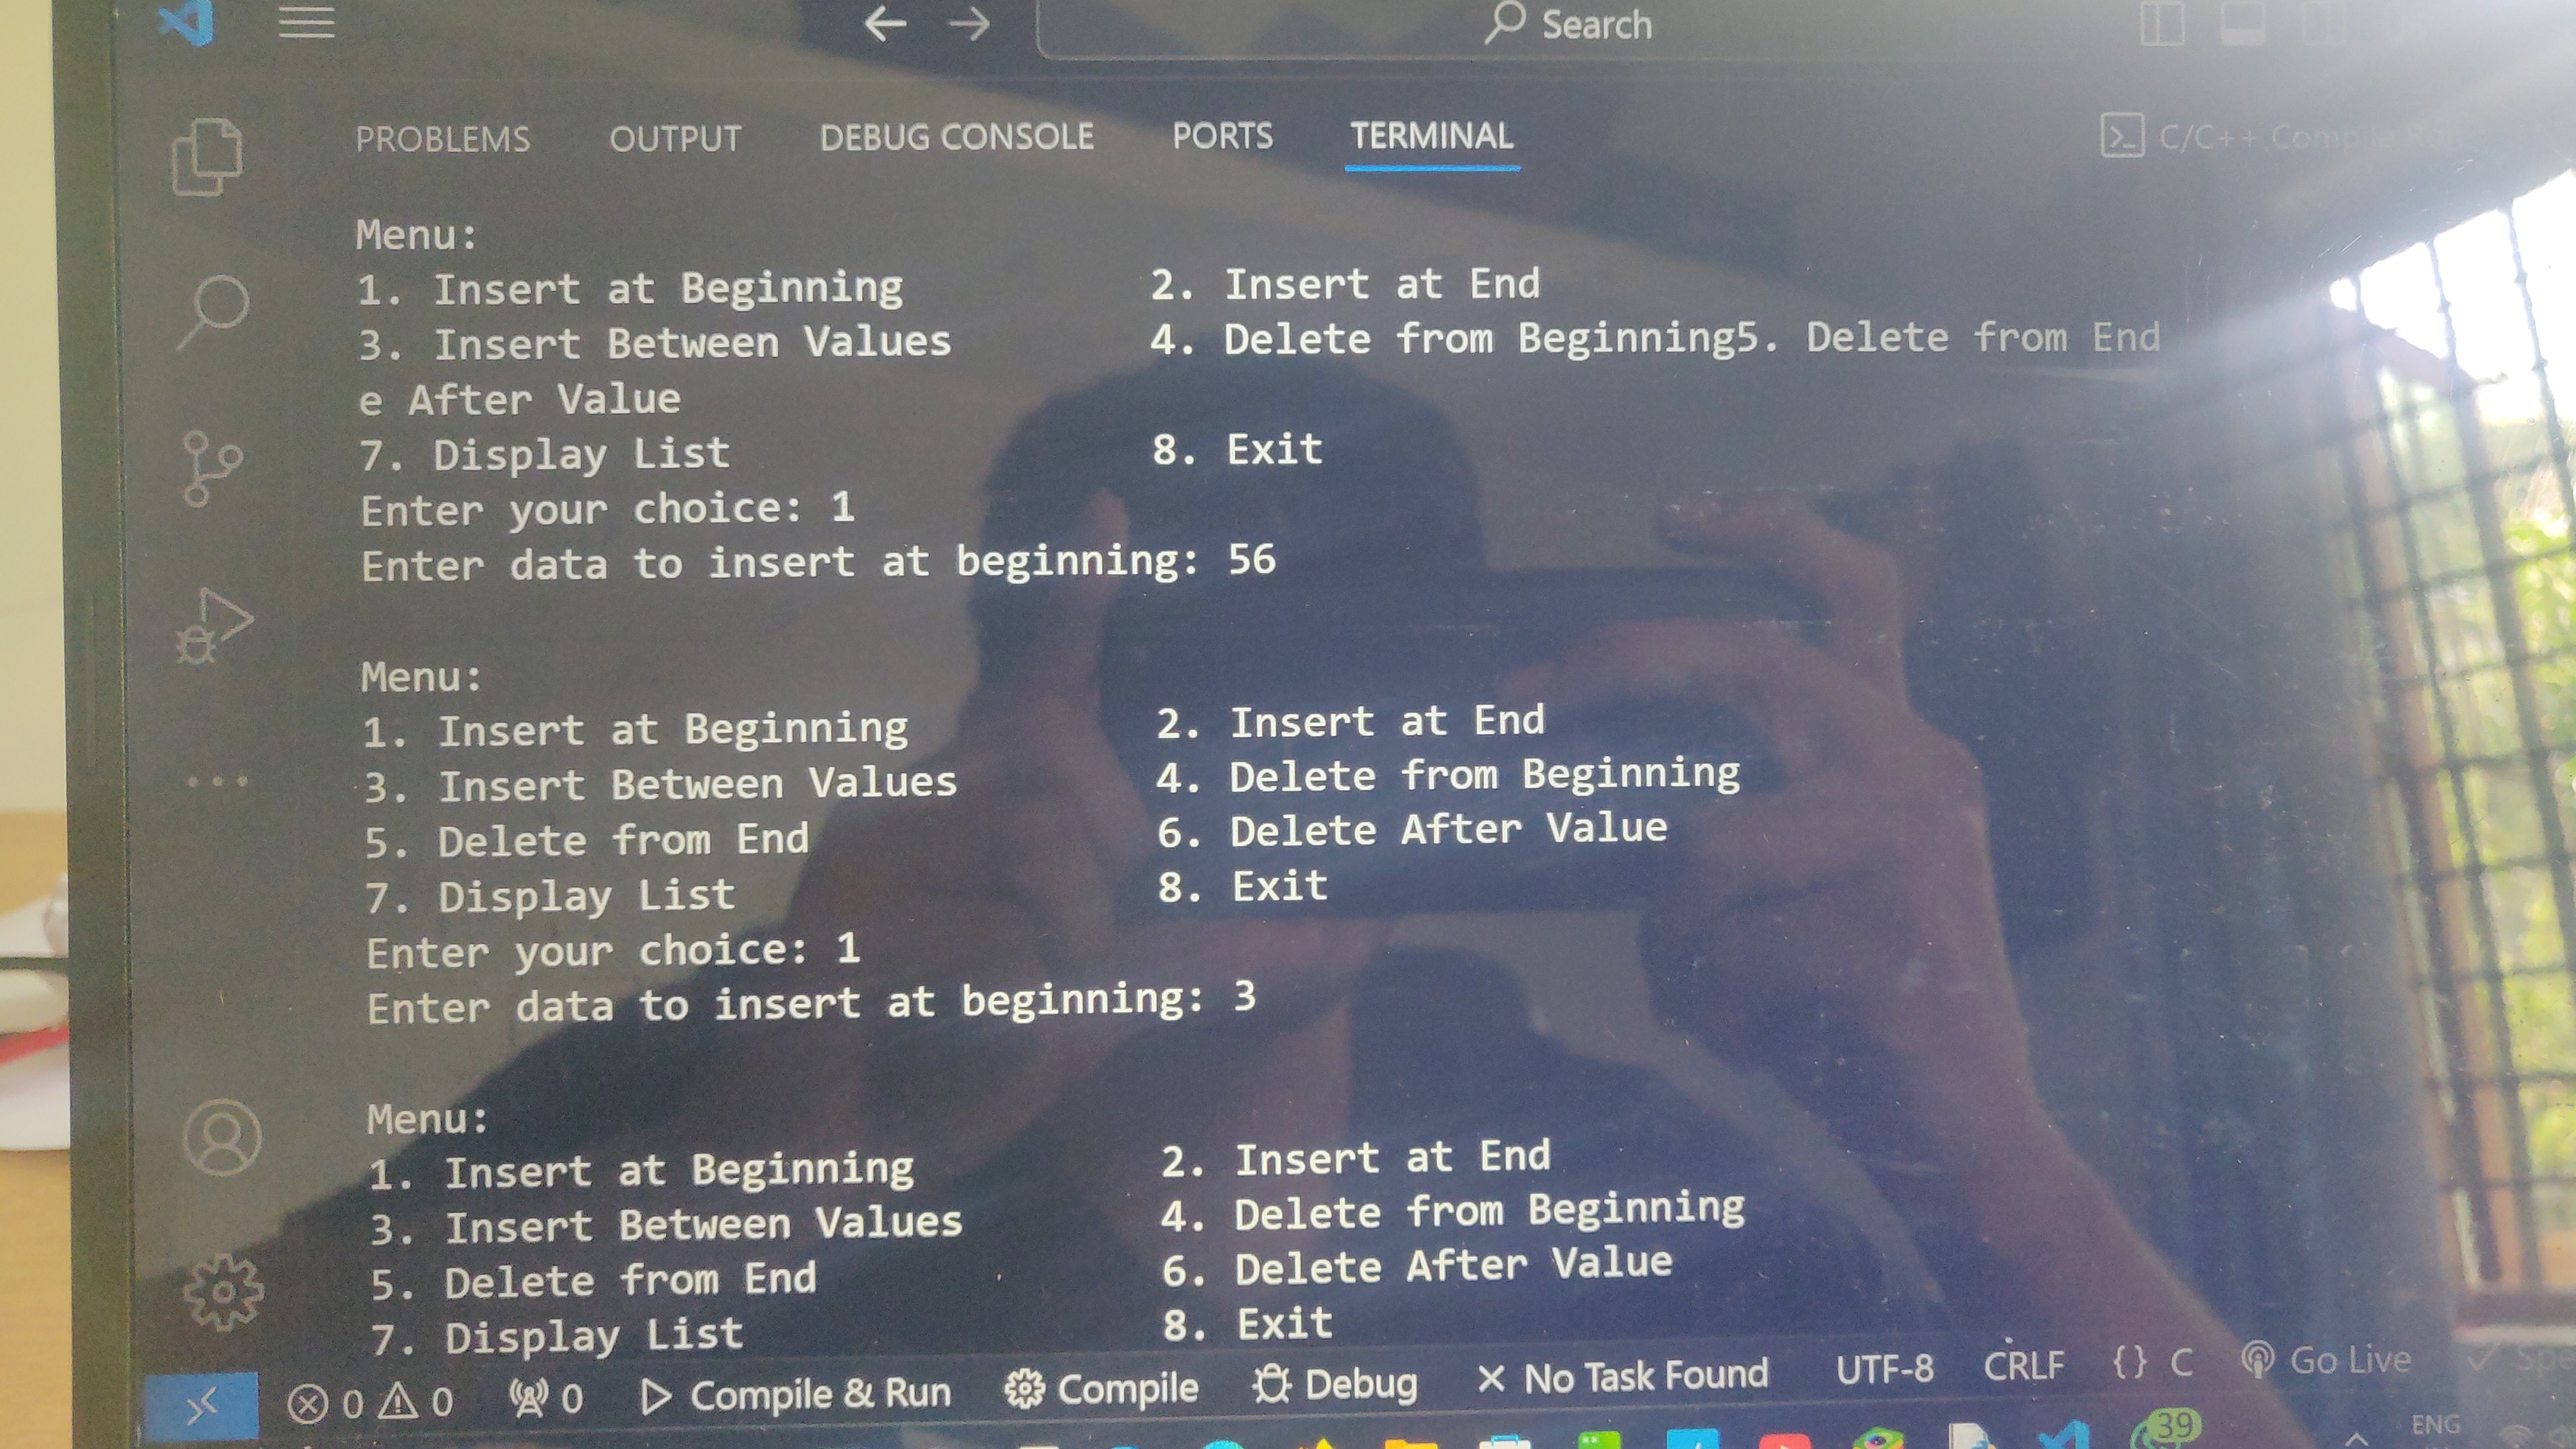 Search
PROBLEMS OUTPUT DEBUG CONSOLE PORTS TERMINAL C/C++ Compile Run
Menu:
1. Insert at Beginning 2. Insert at End
3. Insert Between Values 4. Delete from Beginning5. Delete from End
e After Value
7. Display List 8. Exit
Enter your choice: 1
Enter data to insert at beginning: 56
Menu:
1. Insert at Beginning 2. Insert at End
3. Insert Between Values 4. Delete from Beginning
5. Delete from End 6. Delete After Value
7. Display List 8. Exit
Enter your choice: 1
Enter data to insert at beginning: 3
Menu:
1. Insert at Beginning 2. Insert at End
3. Insert Between Values 4. Delete from Beginning
5. Delete from End 6. Delete After Value
7. Display List 8. Exit
0 0 0 Compile & Run Compile Debug No Task Found UTF-8 CRLF {} C Go Live
39 ENG